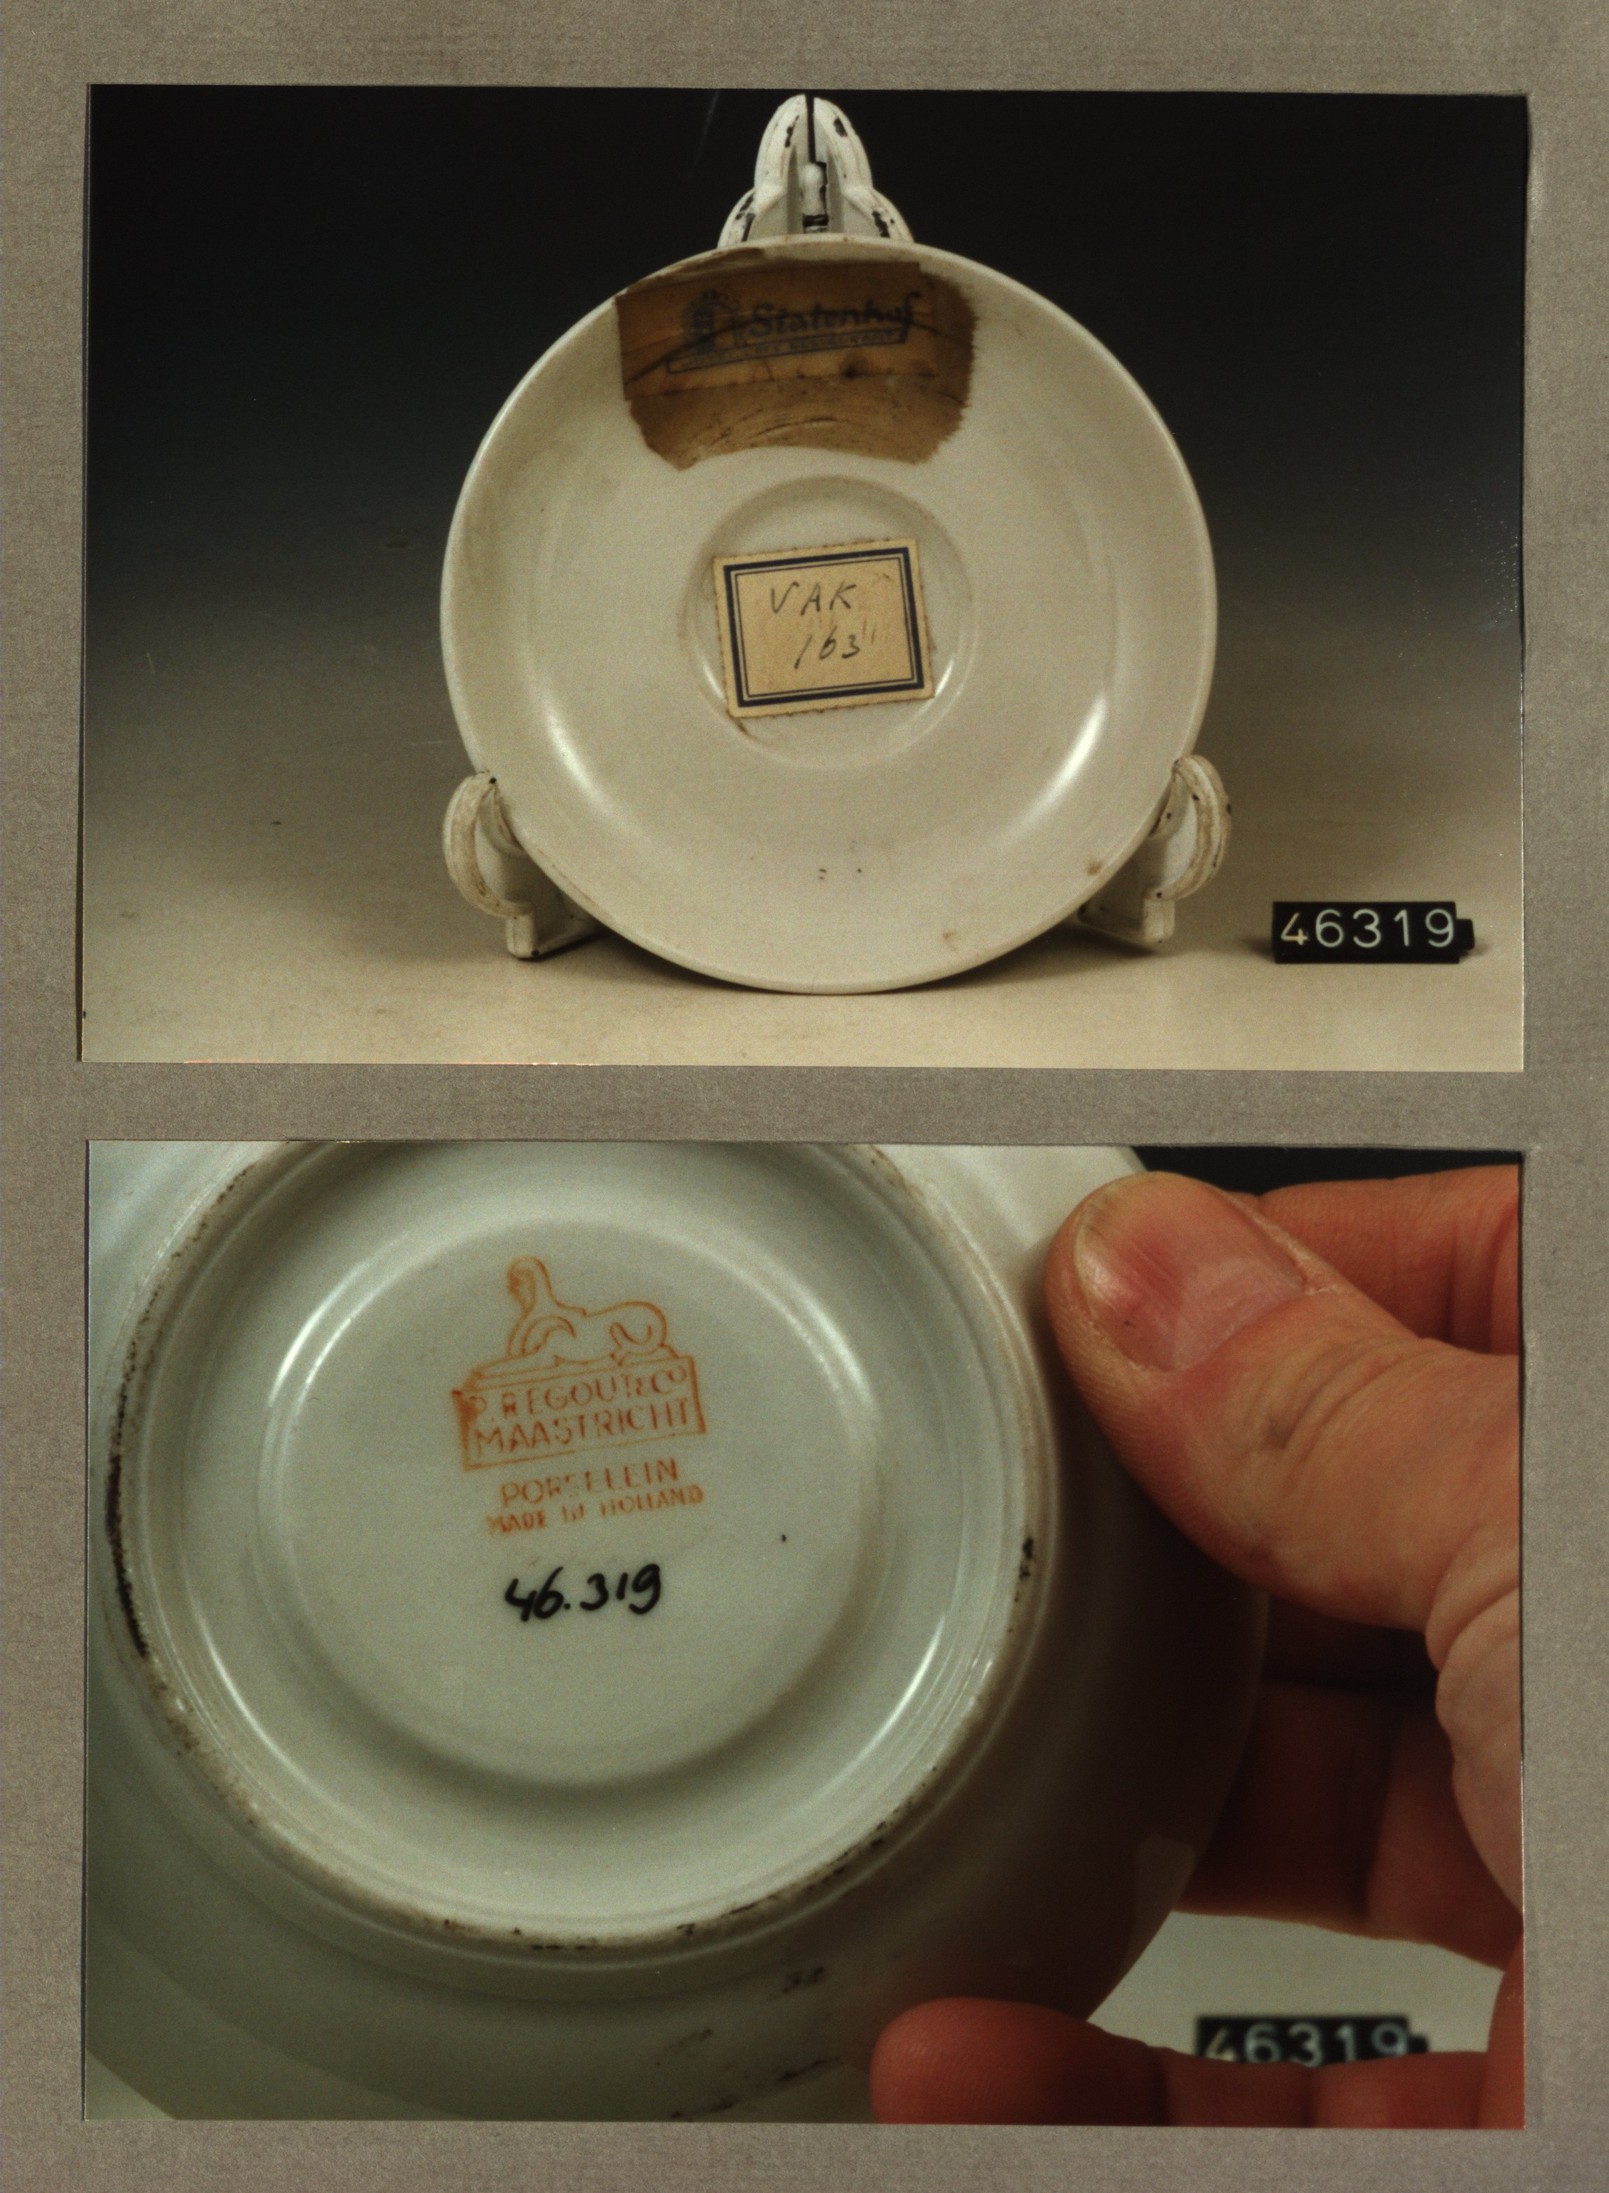 Statenhof
VAK
163
46319
P. REGOUT & Co
MAASTRICHT
PORSELEIN
MADE IN HOLLAND
46.319
46319